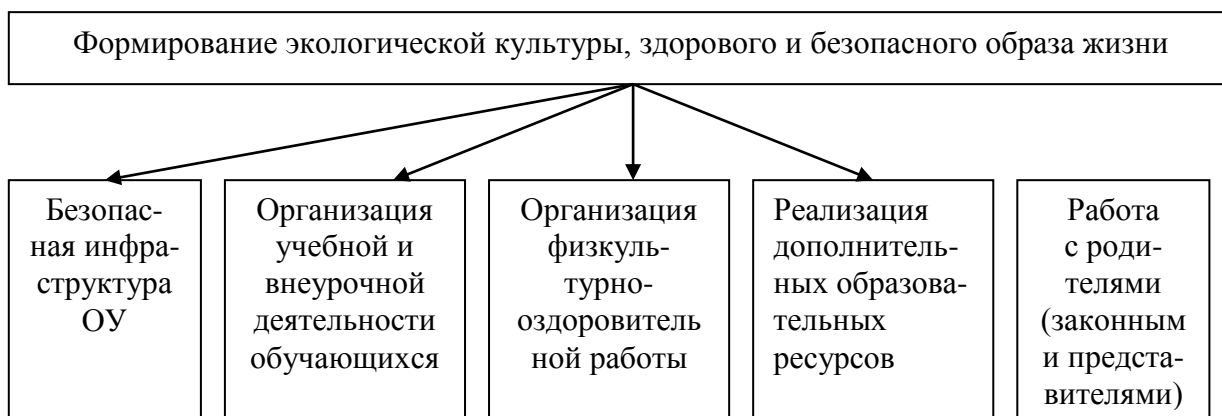 Формирование экологической культуры, здорового и безопасного образа жизни
Безопас-
ная инфра-
структура
ОУ
Организация
учебной и
внеурочной
деятельности
обучающихся
Организация
физкуль-
турно-
оздоровитель
ной работы
Реализация
дополнитель-
ных образова-
тельных
ресурсов
Работа
с роди-
телями
(законным
и предста-
вителями)